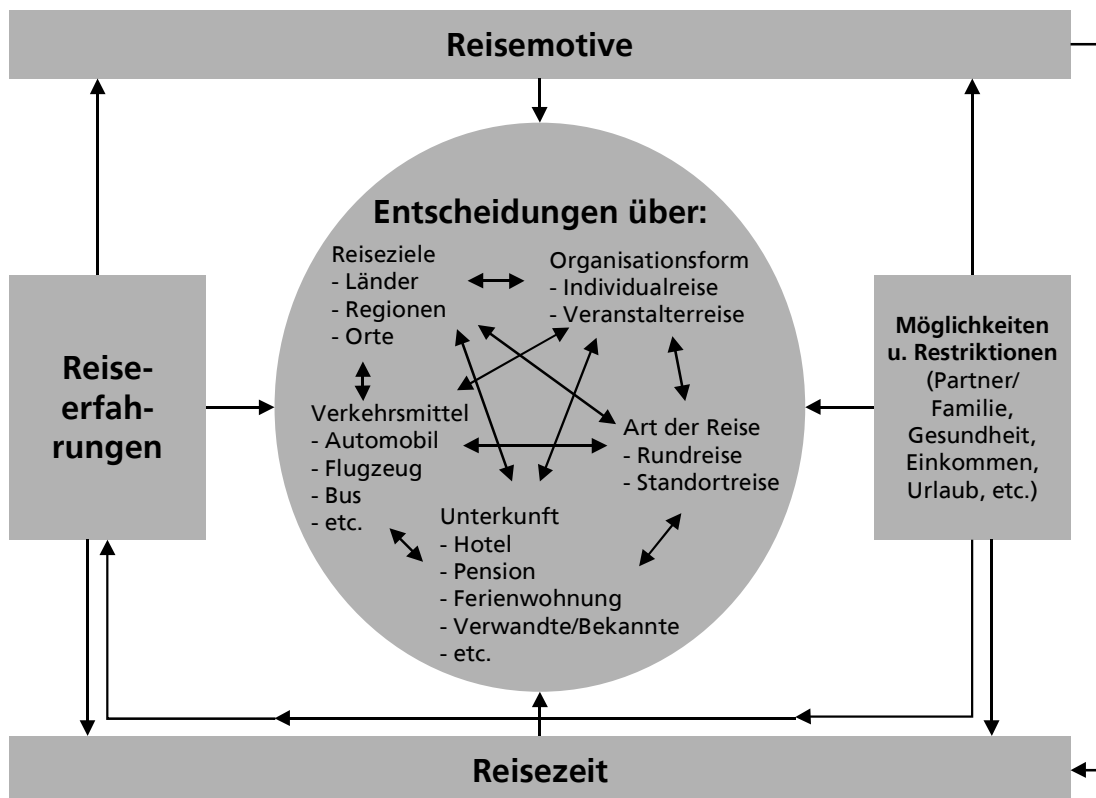 Reisemotive
Entscheidungen über:
Reiseziele
- Länder
- Regionen
- Orte
Organisationsform
- Individualreise
- Veranstalterreise
Reise-
erfah-
rungen
Möglichkeiten
u. Restriktionen
(Partner/
Familie,
Gesundheit,
Einkommen,
Urlaub, etc.)
Verkehrsmittel
- Automobil
- Flugzeug
- Bus
- etc.
Art der Reise
- Rundreise
- Standortreise
Unterkunft
- Hotel
- Pension
- Ferienwohnung
- Verwandte/Bekannte
- etc.
Reisezeit